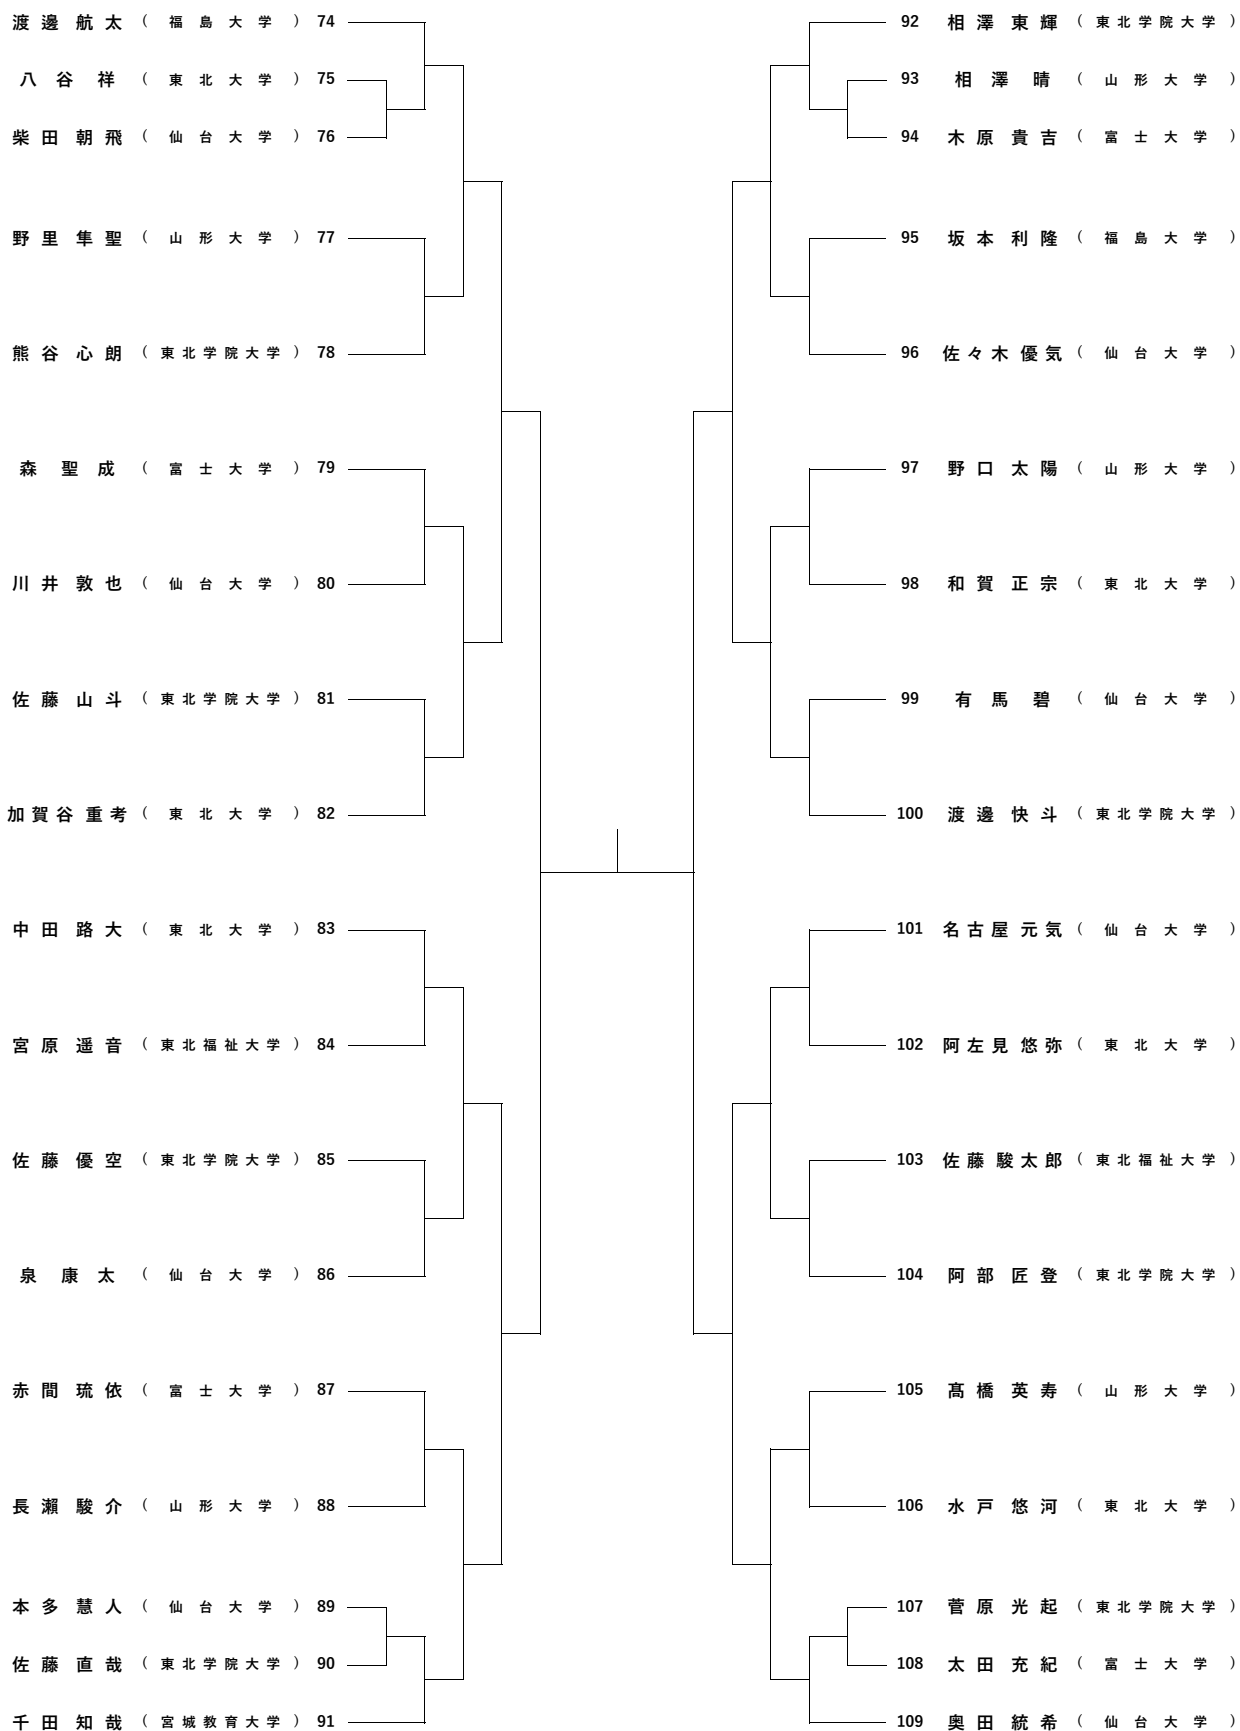 渡邊 航太 ( 福島大学 ) 74
八谷 祥 ( 東北大学 ) 75
柴田 朝飛 ( 仙台大学 ) 76
野里 隼聖 ( 山形大学 ) 77
熊谷 心朗 ( 東北学院大学 ) 78
森 聖成 ( 富士大学 ) 79
川井 敦也 ( 仙台大学 ) 80
佐藤 山斗 ( 東北学院大学 ) 81
加賀谷 重考 ( 東北大学 ) 82
中田 路大 ( 東北大学 ) 83
宮原 遥音 ( 東北福祉大学 ) 84
佐藤 優空 ( 東北学院大学 ) 85
泉 康太 ( 仙台大学 ) 86
赤間 琉依 ( 富士大学 ) 87
長瀨 駿介 ( 山形大学 ) 88
本多 慧人 ( 仙台大学 ) 89
佐藤 直哉 ( 東北学院大学 ) 90
千田 知哉 ( 宮城教育大学 ) 91
92 相澤 東輝 ( 東北学院大学 )
93 相澤 晴 ( 山形大学 )
94 木原 貴吉 ( 富士大学 )
95 坂本 利隆 ( 福島大学 )
96 佐々木 優気 ( 仙台大学 )
97 野口 太陽 ( 山形大学 )
98 和賀 正宗 ( 東北大学 )
99 有馬 碧 ( 仙台大学 )
100 渡邊 快斗 ( 東北学院大学 )
101 名古屋 元気 ( 仙台大学 )
102 阿左見 悠弥 ( 東北大学 )
103 佐藤 駿太郎 ( 東北福祉大学 )
104 阿部 匠登 ( 東北学院大学 )
105 髙橋 英寿 ( 山形大学 )
106 水戸 悠河 ( 東北大学 )
107 菅原 光起 ( 東北学院大学 )
108 太田 充紀 ( 富士大学 )
109 奥田 統希 ( 仙台大学 )